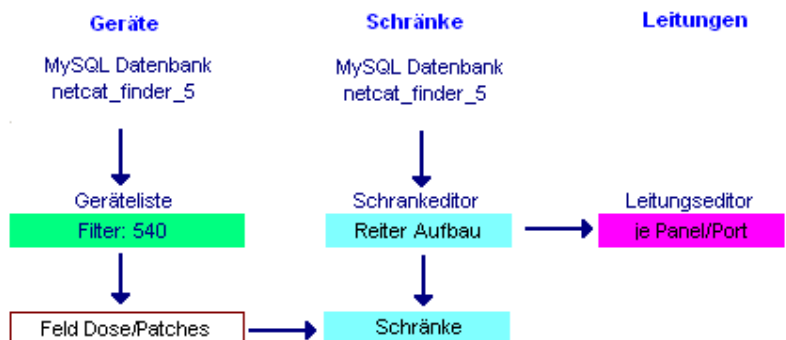 Geräte
Schränke
Leitungen
MySQL Datenbank
netcat_finder_5
MySQL Datenbank
netcat_finder_5
Geräteliste
Schrankeditor
Leitungseditor
Filter: 540
Reiter Aufbau
je Panel/Port
Feld Dose/Patches
Schränke